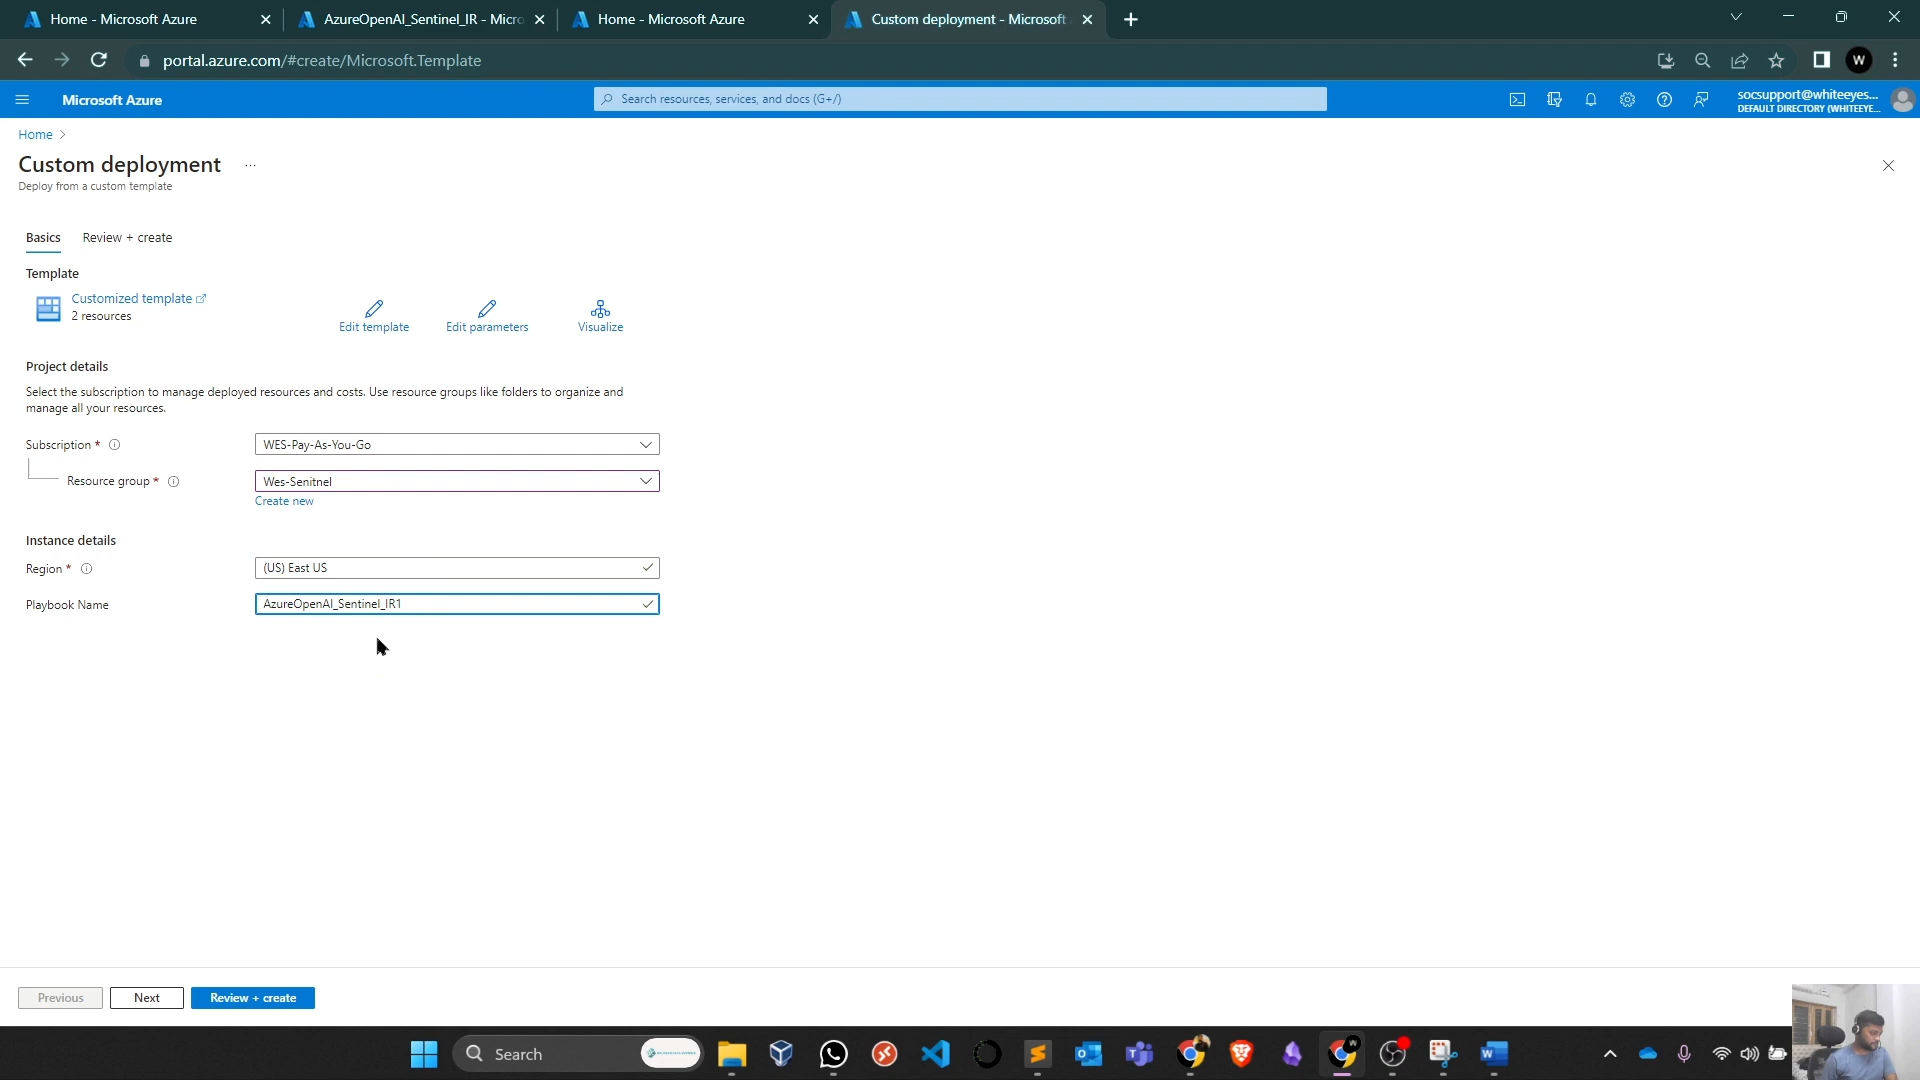 Home - Microsoft Azure
AzureOpenAI_Sentinel_IR - Micro
Home - Microsoft Azure
Custom deployment - Microsoft
portal.azure.com/#create/Microsoft.Template
W
Microsoft Azure
Search resources, services, and docs (G+/)
socsupport@whiteeyes...
DEFAULT DIRECTORY (WHITEEYE...
Home >
Custom deployment ...
Deploy from a custom template
Basics
Review + create
Template
Customized template
2 resources
Edit template
Edit parameters
Visualize
Project details
Select the subscription to manage deployed resources and costs. Use resource groups like folders to organize and
manage all your resources.
Subscription *
WES-Pay-As-You-Go
Resource group *
Wes-Senitnel
Create new
Instance details
Region *
(US) East US
Playbook Name
AzureOpenAI_Sentinel_IR1
Previous
Next
Review + create
Search